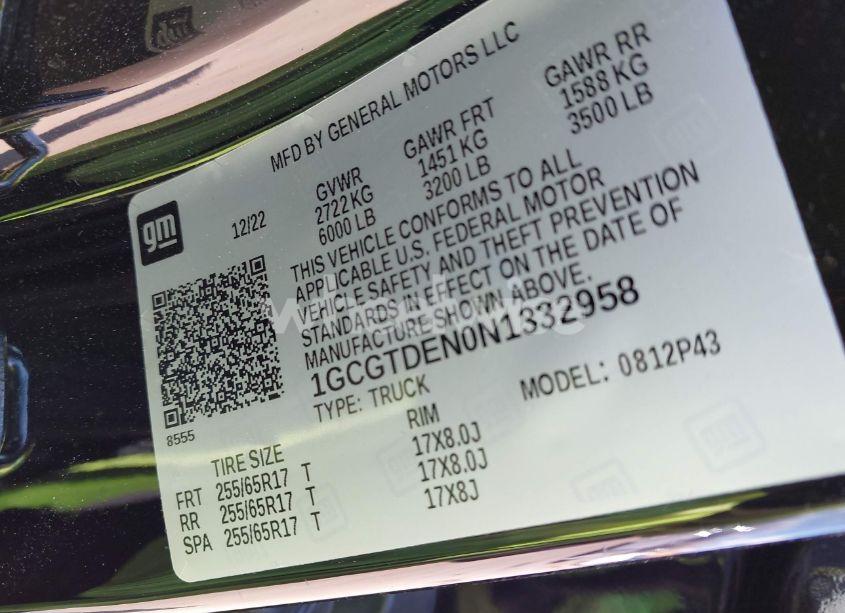 MFD BY GENERAL MOTORS LLC
gm
12/22
GVWR GAWR FRT GAWR RR
2722 KG 1451 KG 1588 KG
6000 LB 3200 LB 3500 LB
THIS VEHICLE CONFORMS TO ALL
APPLICABLE U.S. FEDERAL MOTOR
VEHICLE SAFETY AND THEFT PREVENTION
STANDARDS IN EFFECT ON THE DATE OF
MANUFACTURE SHOWN ABOVE.
1GCGTDEN0N1332958
TYPE: TRUCK MODEL: 0812P43
8555
TIRE SIZE RIM
FRT 255/65R17 T 17X8.0J
RR 255/65R17 T 17X8.0J
SPA 255/65R17 T 17X8J